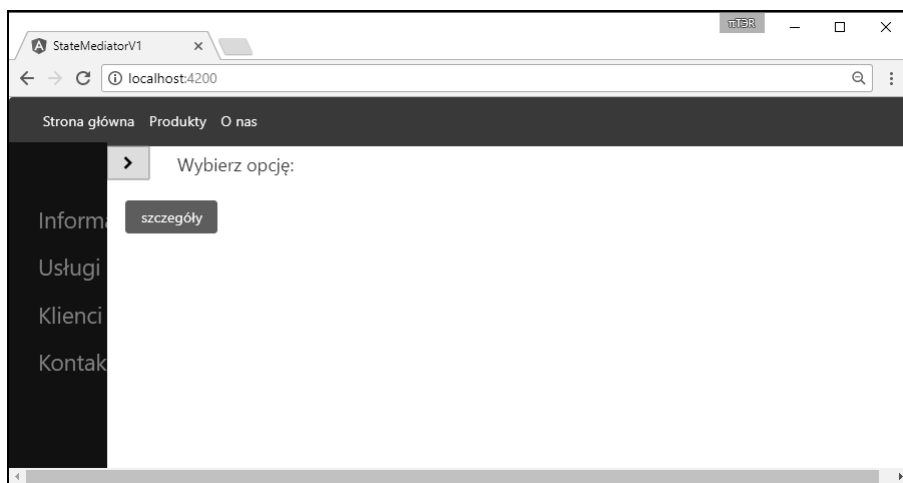 StateMediatorV1
localhost:4200
Strona główna Produkty O nas
Wybierz opcję:
szczegóły
Inform
Usługi
Klienci
Kontak